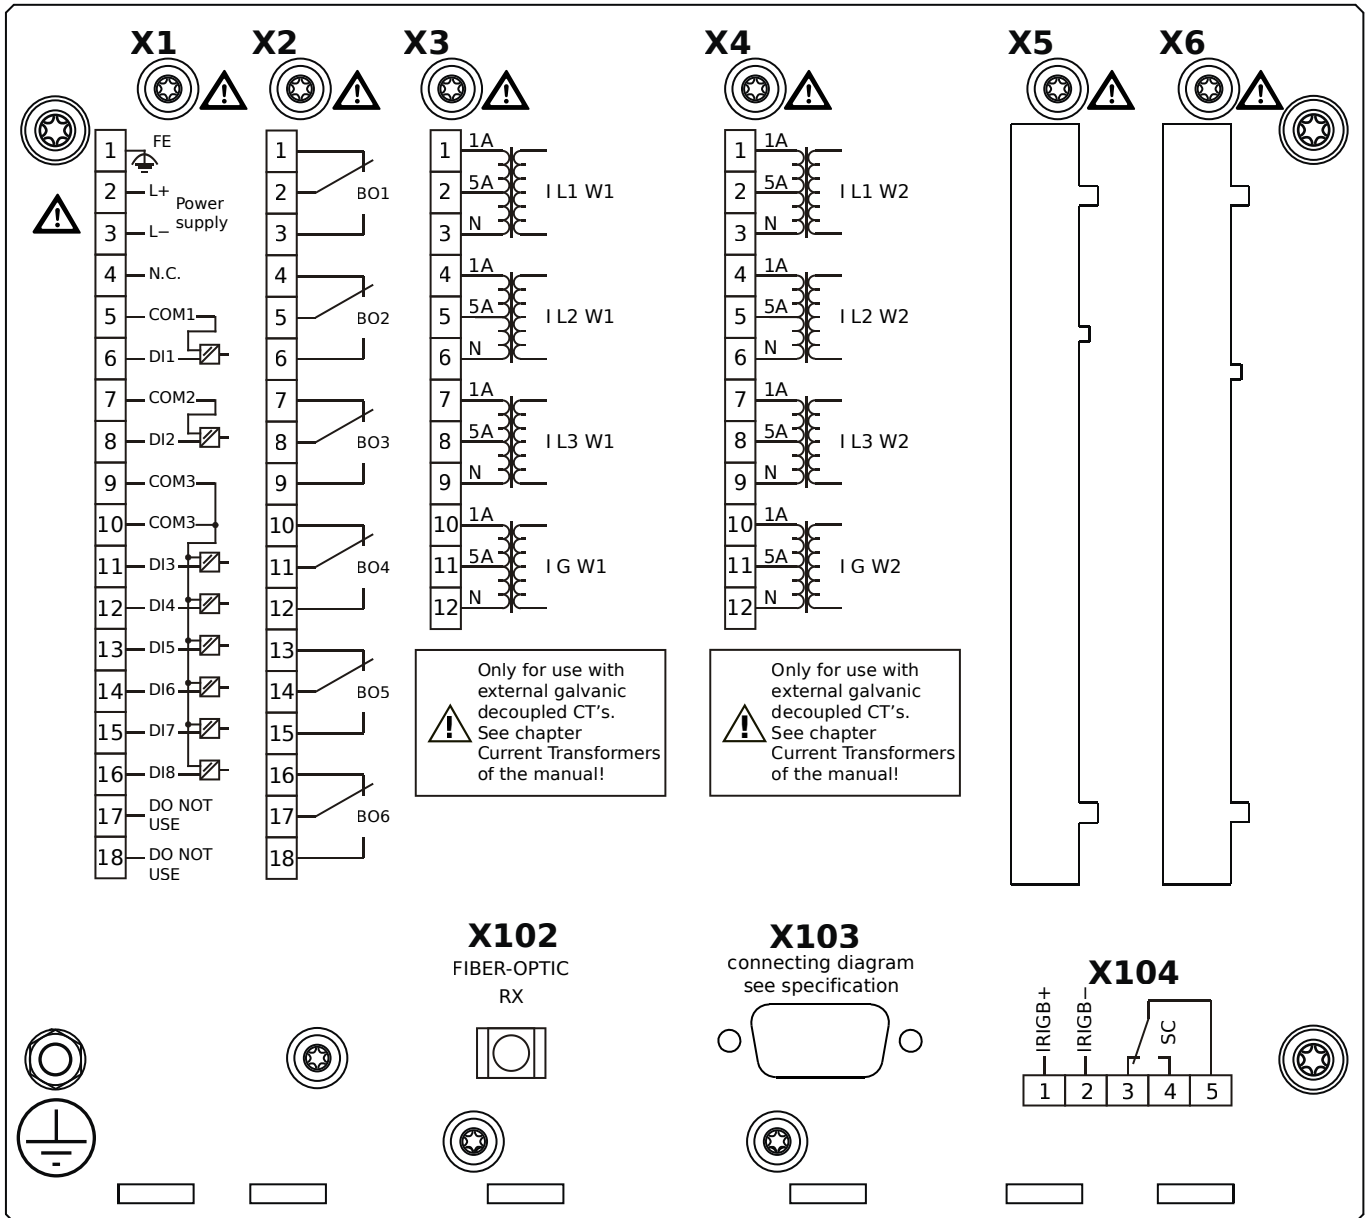 X1
X2
X3
X4
X5
X6
1 FE
2 L+
Power
supply
3 L−
4 N.C.
5 COM1
6 DI1
7 COM2
8 DI2
9 COM3
10 COM3
11 DI3
12 DI4
13 DI5
14 DI6
15 DI7
16 DI8
17 DO NOT
USE
18 DO NOT
USE
1
2 BO1
3
4
5 BO2
6
7
8 BO3
9
10
11 BO4
12
13
14 BO5
15
16
17 BO6
18
1 1A
2 5A I L1 W1
3 N
4 1A
5 5A I L2 W1
6 N
7 1A
8 5A I L3 W1
9 N
10 1A
11 5A I G W1
12 N
Only for use with
external galvanic
decoupled CT's.
See chapter
Current Transformers
of the manual!
1 1A
2 5A I L1 W2
3 N
4 1A
5 5A I L2 W2
6 N
7 1A
8 5A I L3 W2
9 N
10 1A
11 5A I G W2
12 N
Only for use with
external galvanic
decoupled CT's.
See chapter
Current Transformers
of the manual!
X102
FIBER-OPTIC
RX
X103
connecting diagram
see specification
X104
IRIGB+
IRIGB−
SC
1 2 3 4 5